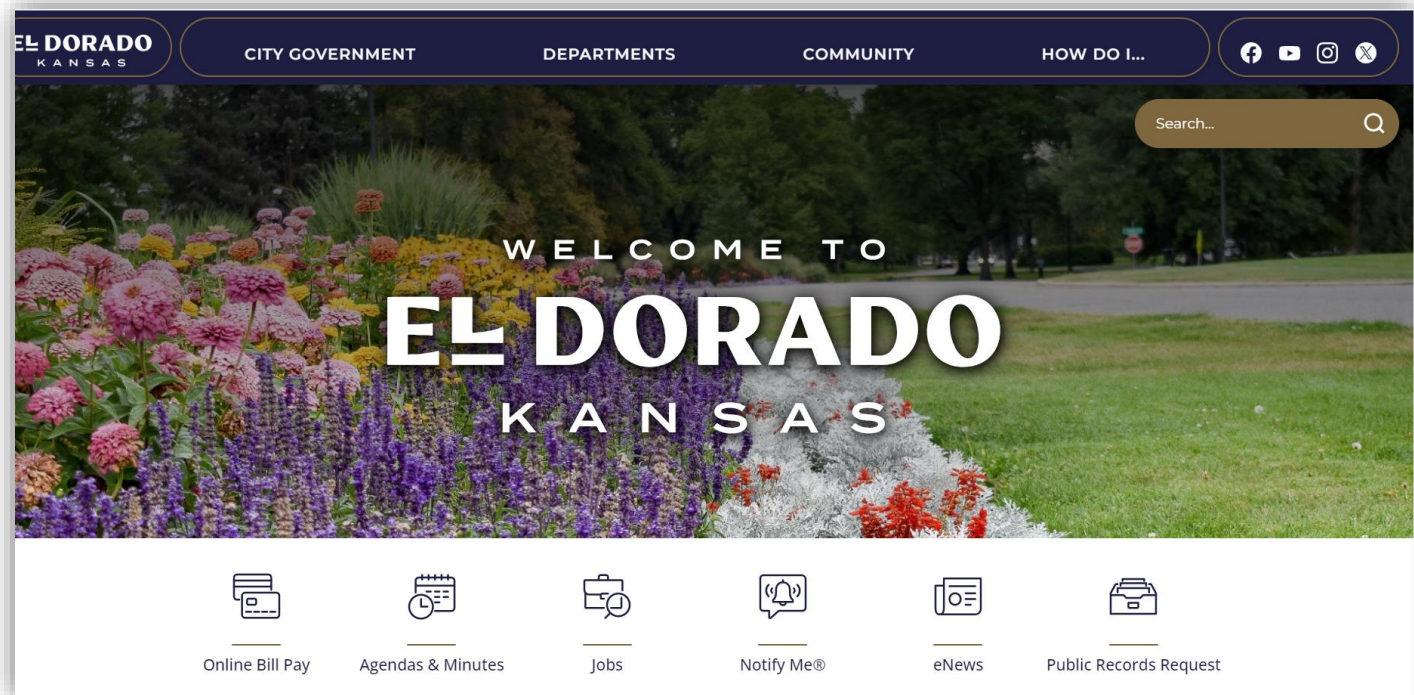 EL DORADO
KANSAS
CITY GOVERNMENT
DEPARTMENTS
COMMUNITY
HOW DO I...
Search...
WELCOME TO
EL DORADO
KANSAS
Online Bill Pay
Agendas & Minutes
Jobs
Notify Me®
eNews
Public Records Request